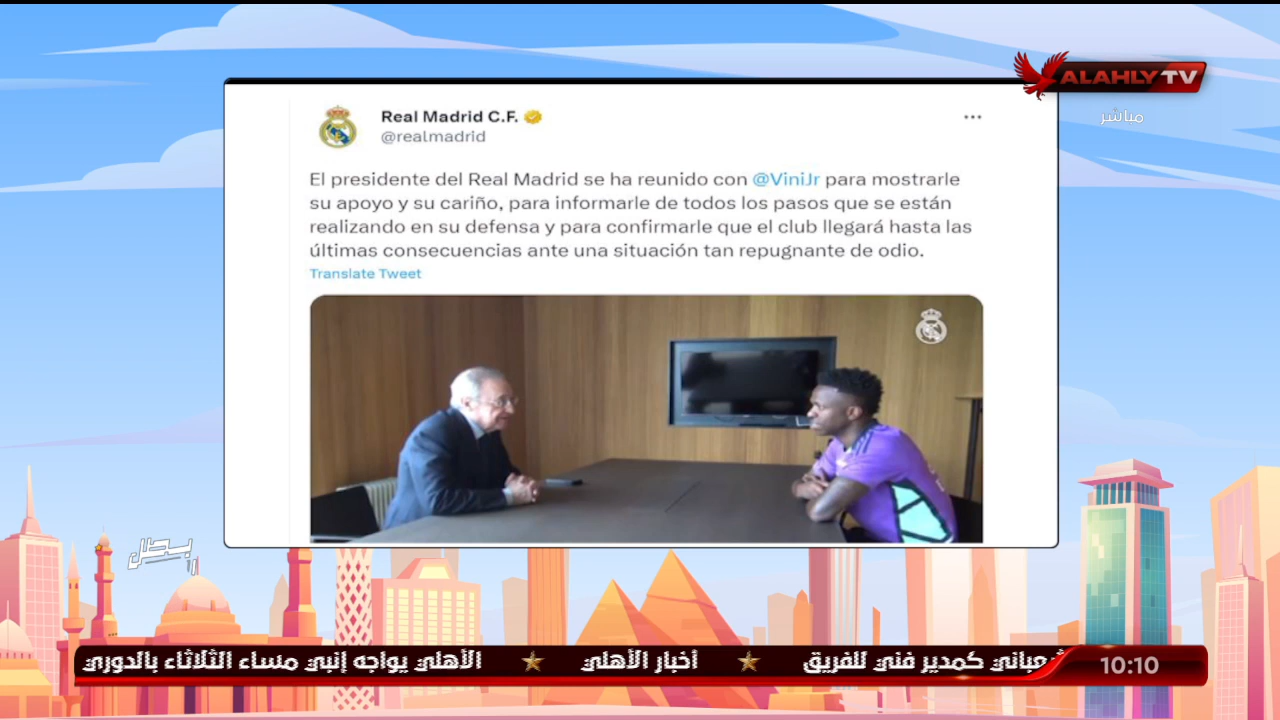 ALAHLY TV
مباشر
Real Madrid C.F.
@realmadrid
El presidente del Real Madrid se ha reunido con @ViniJr para mostrarle
su apoyo y su cariño, para informarle de todos los pasos que se están
realizando en su defensa y para confirmarle que el club llegará hasta las
últimas consecuencias ante una situación tan repugnante de odio.
Translate Tweet
كمدير فني للفريق ★ أخبار الأهلي ★ الأهلي يواجه إنبي مساء الثلاثاء بالدوري
10:10